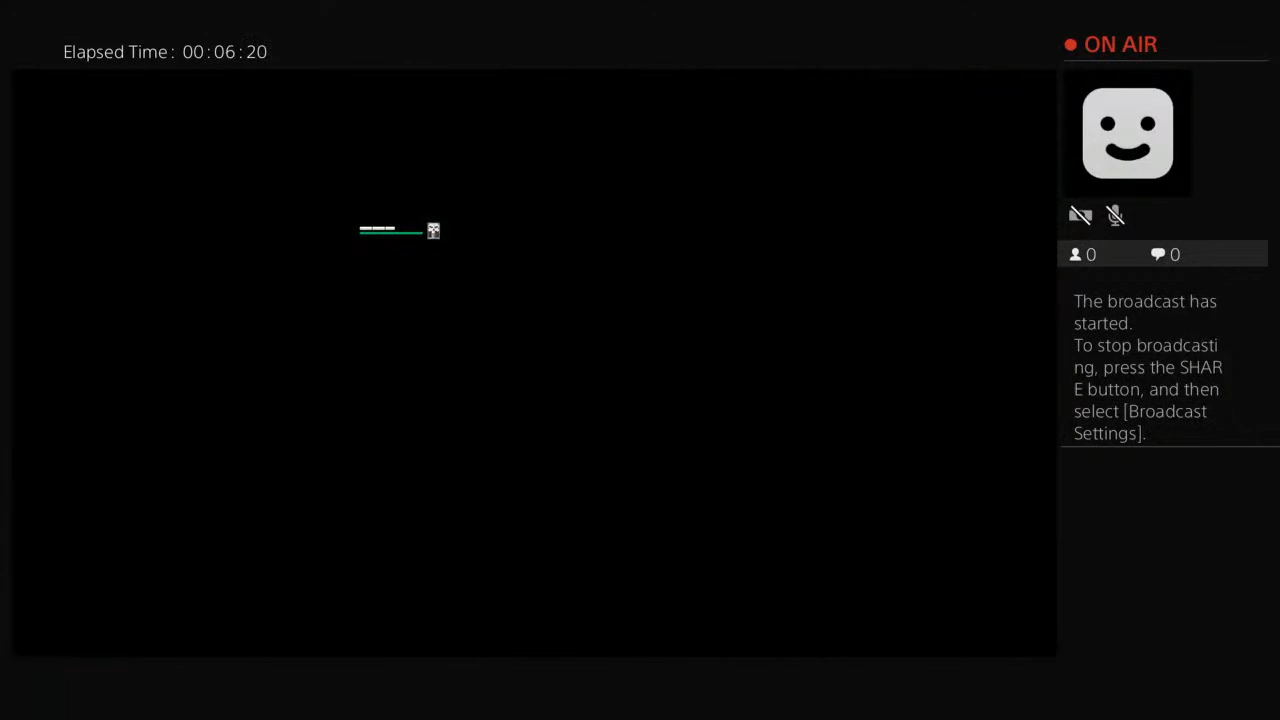 Elapsed Time: 00:06:20
ON AIR
0
0
The broadcast has
started.
To stop broadcasti
ng, press the SHAR
E button, and then
select [Broadcast
Settings].